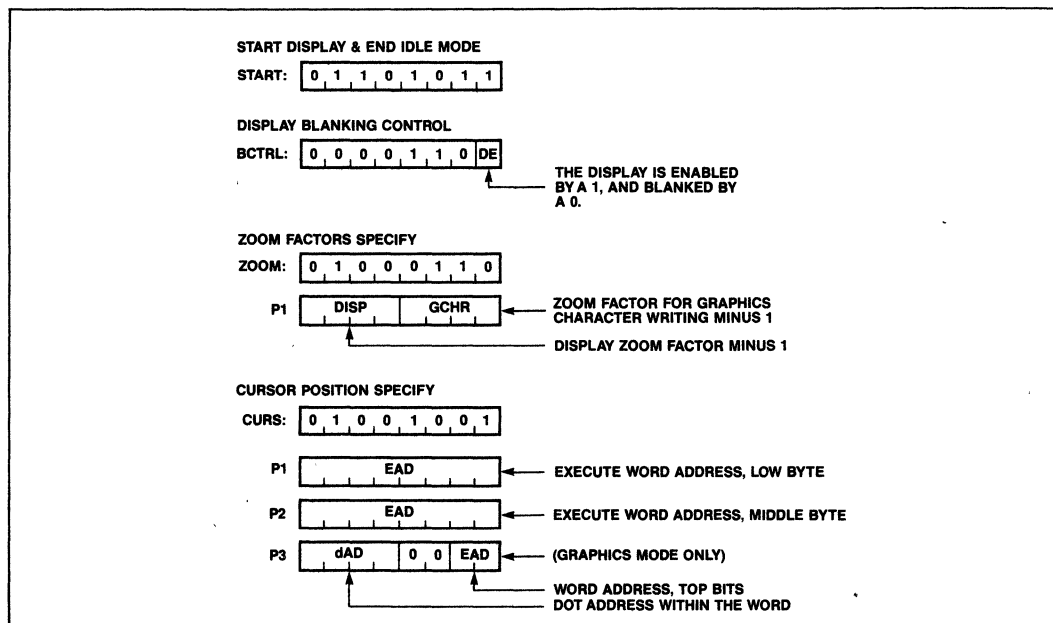 START DISPLAY & END IDLE MODE
START: 0 1 1 0 1 0 1 1
DISPLAY BLANKING CONTROL
BCTRL: 0 0 0 0 1 1 0 DE
THE DISPLAY IS ENABLED
BY A 1, AND BLANKED BY
A 0.
ZOOM FACTORS SPECIFY
ZOOM: 0 1 0 0 0 1 1 0
P1 DISP GCHR ZOOM FACTOR FOR GRAPHICS
CHARACTER WRITING MINUS 1
DISPLAY ZOOM FACTOR MINUS 1
CURSOR POSITION SPECIFY
CURS: 0 1 0 0 1 0 0 1
P1 EAD EXECUTE WORD ADDRESS, LOW BYTE
P2 EAD EXECUTE WORD ADDRESS, MIDDLE BYTE
P3 dAD 0 0 EAD (GRAPHICS MODE ONLY)
WORD ADDRESS, TOP BITS
DOT ADDRESS WITHIN THE WORD